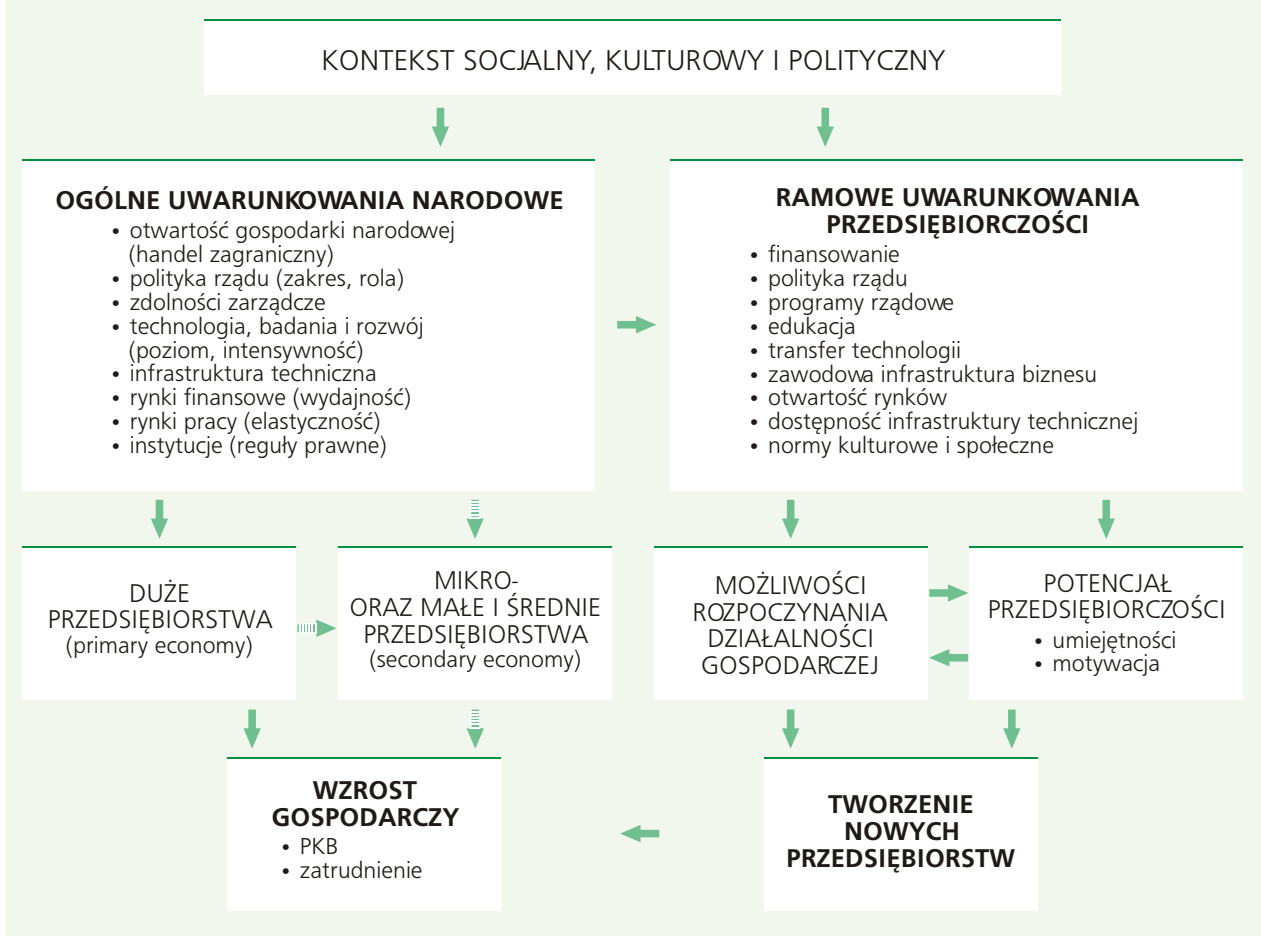 KONTEKST SOCJALNY, KULTUROWY I POLITYCZNY
OGÓLNE UWARUNKOWANIA NARODOWE
• otwartość gospodarki narodowej
(handel zagraniczny)
• polityka rządu (zakres, rola)
• zdolności zarządcze
• technologia, badania i rozwój
(poziom, intensywność)
• infrastruktura techniczna
• rynki finansowe (wydajność)
• rynki pracy (elastyczność)
• instytucje (reguły prawne)
RAMOWE UWARUNKOWANIA
PRZEDSIĘBIORCZOŚCI
• finansowanie
• polityka rządu
• programy rządowe
• edukacja
• transfer technologii
• zawodowa infrastruktura biznesu
• otwartość rynków
• dostępność infrastruktury technicznej
• normy kulturowe i społeczne
DUŻE
PRZEDSIĘBIORSTWA
(primary economy)
MIKRO-
ORAZ MAŁE I ŚREDNIE
PRZEDSIĘBIORSTWA
(secondary economy)
MOŻLIWOŚCI
ROZPOCZYNANIA
DZIAŁALNOŚCI
GOSPODARCZEJ
POTENCJAŁ
PRZEDSIĘBIORCZOŚCI
• umiejętności
• motywacja
WZROST
GOSPODARCZY
• PKB
• zatrudnienie
TWORZENIE
NOWYCH
PRZEDSIĘBIORSTW